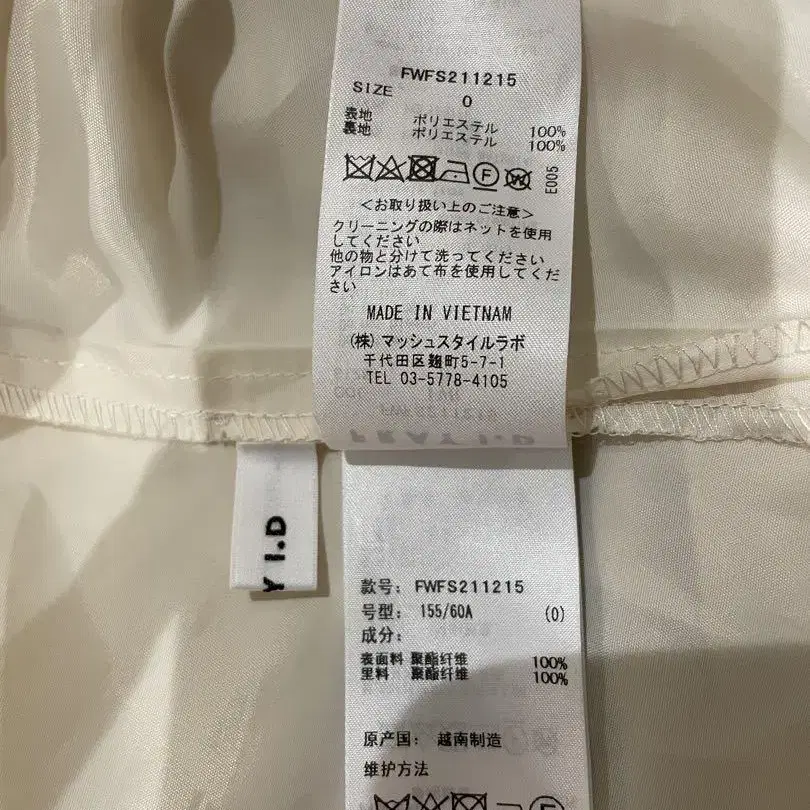 FWFS211215
SIZE
0
表地 ポリエステル 100%
裏地 ポリエステル 100%
E005
<お取り扱い上のご注意>
クリーニングの際はネットを使用
してください
他の物と分けて洗ってください
アイロンはあて布を使用してくだ
さい
MADE IN VIETNAM
(株)マッシュスタイルラボ
千代田区麹町5-7-1
TEL 03-5778-4105
Y I.D
款号: FWFS211215
号型: 155/60A (0)
成分:
表面料 聚酯纤维 100%
里料 聚酯纤维 100%
原产国: 越南制造
维护方法